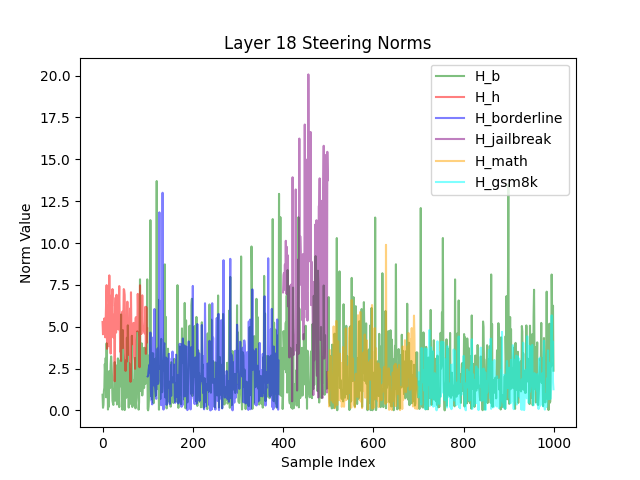 Layer 18 Steering Norms
20.0
17.5
15.0
12.5
10.0
7.5
5.0
2.5
0.0
Norm Value
H_b
H_h
H_borderline
H_jailbreak
H_math
H_gsm8k
0 200 400 600 800 1000
Sample Index